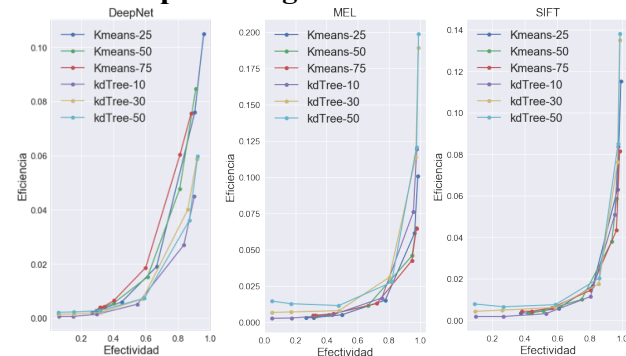 DeepNet
Kmeans-25
Kmeans-50
Kmeans-75
kdTree-10
kdTree-30
kdTree-50
0.10
0.08
0.06
0.04
0.02
0.00
Eficiencia
0.2 0.4 0.6 0.8 1.0
Efectividad
MEL
Kmeans-25
Kmeans-50
Kmeans-75
kdTree-10
kdTree-30
kdTree-50
0.200
0.175
0.150
0.125
0.100
0.075
0.050
0.025
0.000
Eficiencia
0.0 0.2 0.4 0.6 0.8 1.0
Efectividad
SIFT
Kmeans-25
Kmeans-50
Kmeans-75
kdTree-10
kdTree-30
kdTree-50
0.14
0.12
0.10
0.08
0.06
0.04
0.02
0.00
Eficiencia
0.2 0.4 0.6 0.8 1.0
Efectividad